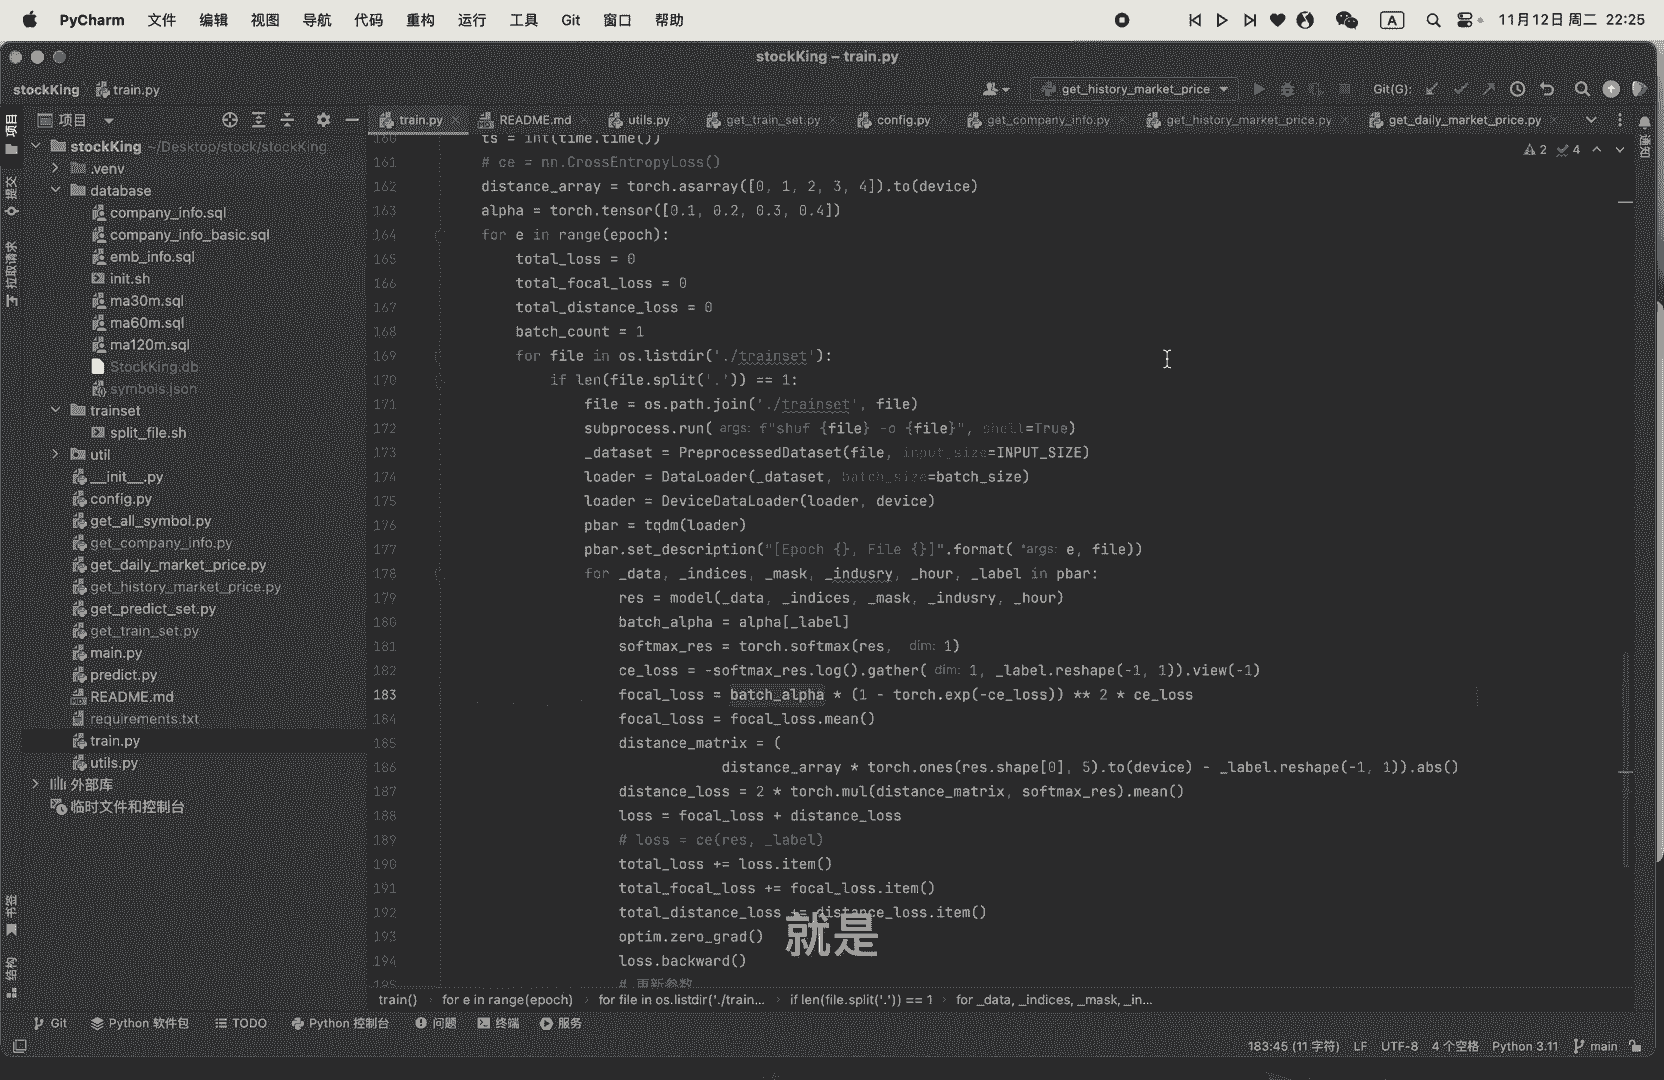 PyCharm 文件 编辑 视图 导航 代码 重构 运行 工具 Git 窗口 帮助 A 11月12日 周二 22:25
stockKing – train.py
stockKing train.py get_history_market_price Git(G):
项目 train.py README.md utils.py get_train_set.py config.py get_company_info.py get_history_market_price.py get_daily_market_price.py
项目
提交
拉取请求
书签
结构
通知
stockKing ~/Desktop/stock/stockKing
.venv
database
company_info.sql
company_info_basic.sql
emb_info.sql
init.sh
ma30m.sql
ma60m.sql
ma120m.sql
StockKing.db
symbols.json
trainset
split_file.sh
util
__init__.py
config.py
get_all_symbol.py
get_company_info.py
get_daily_market_price.py
get_history_market_price.py
get_predict_set.py
get_train_set.py
main.py
predict.py
README.md
requirements.txt
train.py
utils.py
外部库
临时文件和控制台
2 4
160 ts = int(time.time())
161 # ce = nn.CrossEntropyLoss()
162 distance_array = torch.asarray([0, 1, 2, 3, 4]).to(device)
163 alpha = torch.tensor([0.1, 0.2, 0.3, 0.4])
164 for e in range(epoch):
165 total_loss = 0
166 total_focal_loss = 0
167 total_distance_loss = 0
168 batch_count = 1
169 for file in os.listdir('./trainset'):
170 if len(file.split('.')) == 1:
171 file = os.path.join('./trainset', file)
172 subprocess.run( args: f"shuf {file} -o {file}", shell=True)
173 _dataset = PreprocessedDataset(file, input_size=INPUT_SIZE)
174 loader = DataLoader(_dataset, batch_size=batch_size)
175 loader = DeviceDataLoader(loader, device)
176 pbar = tqdm(loader)
177 pbar.set_description("[Epoch {}, File {}]".format( *args: e, file))
178 for _data, _indices, _mask, _indusry, _hour, _label in pbar:
179 res = model(_data, _indices, _mask, _indusry, _hour)
180 batch_alpha = alpha[_label]
181 softmax_res = torch.softmax(res, dim: 1)
182 ce_loss = -softmax_res.log().gather( dim: 1, _label.reshape(-1, 1)).view(-1)
183 focal_loss = batch_alpha * (1 - torch.exp(-ce_loss)) ** 2 * ce_loss
184 focal_loss = focal_loss.mean()
185 distance_matrix = (
186 distance_array * torch.ones(res.shape[0], 5).to(device) - _label.reshape(-1, 1)).abs()
187 distance_loss = 2 * torch.mul(distance_matrix, softmax_res).mean()
188 loss = focal_loss + distance_loss
189 # loss = ce(res, _label)
190 total_loss += loss.item()
191 total_focal_loss += focal_loss.item()
192 total_distance_loss += distance_loss.item()
193 optim.zero_grad()
194 loss.backward()
195 # 更新参数
就是
train() for e in range(epoch) for file in os.listdir('./train... if len(file.split('.')) == 1 for _data, _indices, _mask, _in...
Git Python 软件包 TODO Python 控制台 问题 终端 服务
183:45 (11 字符) LF UTF-8 4 个空格 Python 3.11 main